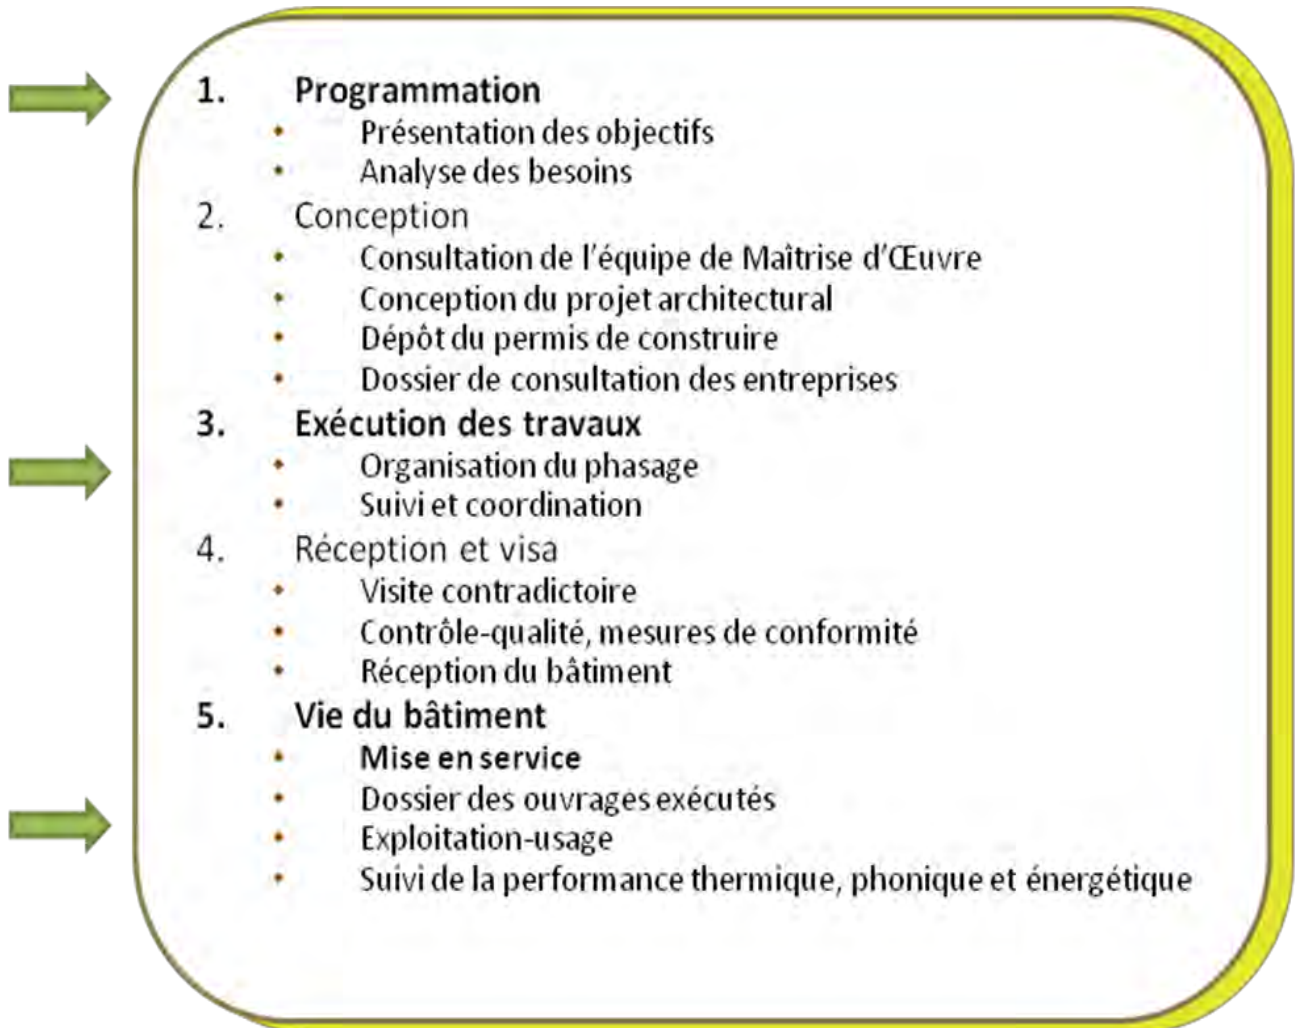 1. Programmation
• Présentation des objectifs
• Analyse des besoins
2. Conception
• Consultation de l'équipe de Maîtrise d'Œuvre
• Conception du projet architectural
• Dépôt du permis de construire
• Dossier de consultation des entreprises
3. Exécution des travaux
• Organisation du phasage
• Suivi et coordination
4. Réception et visa
• Visite contradictoire
• Contrôle-qualité, mesures de conformité
• Réception du bâtiment
5. Vie du bâtiment
• Mise en service
• Dossier des ouvrages exécutés
• Exploitation-usage
• Suivi de la performance thermique, phonique et énergétique